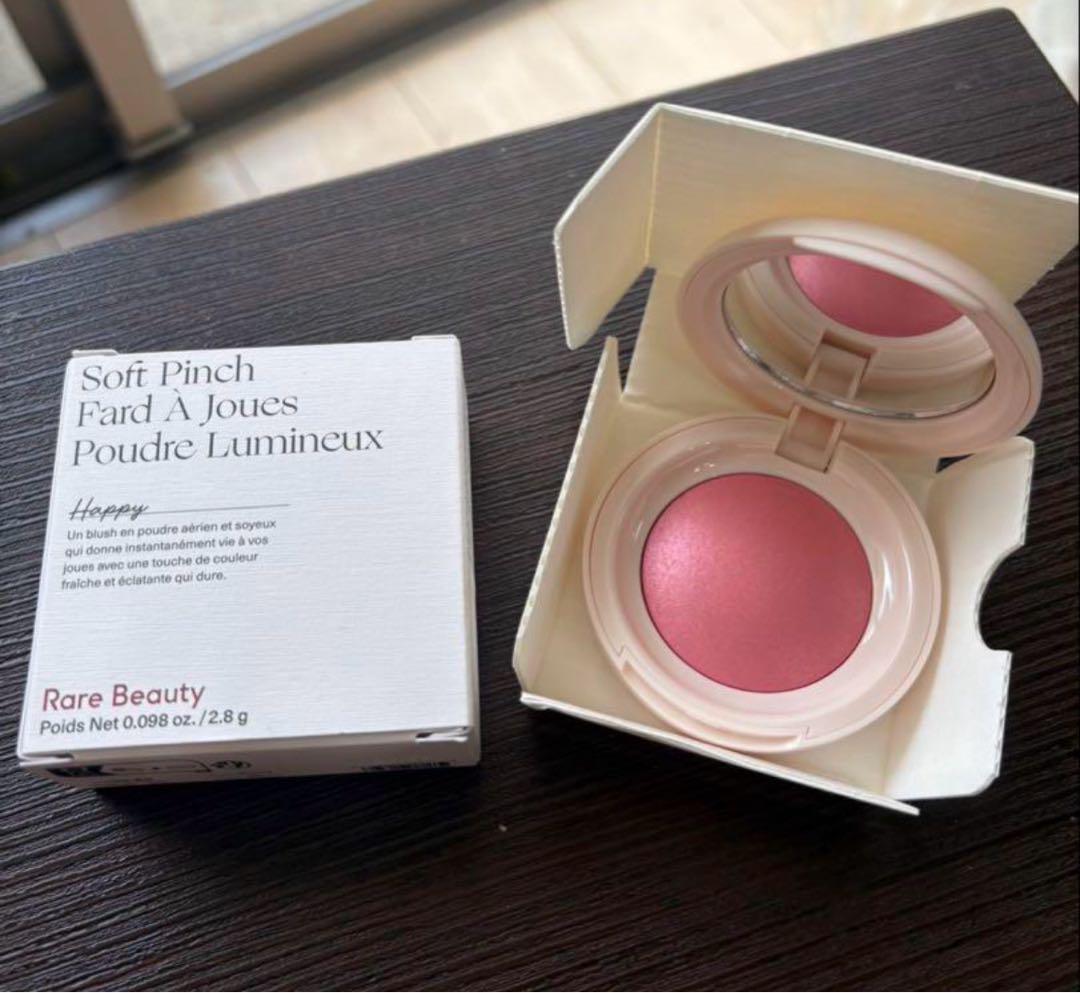 Soft Pinch
Fard À Joues
Poudre Lumineux
Happy
Un blush en poudre aérien et soyeux
qui donne instantanément vie à vos
joues avec une touche de couleur
fraîche et éclatante qui dure.
Rare Beauty
Poids Net 0.098 oz./2.8 g